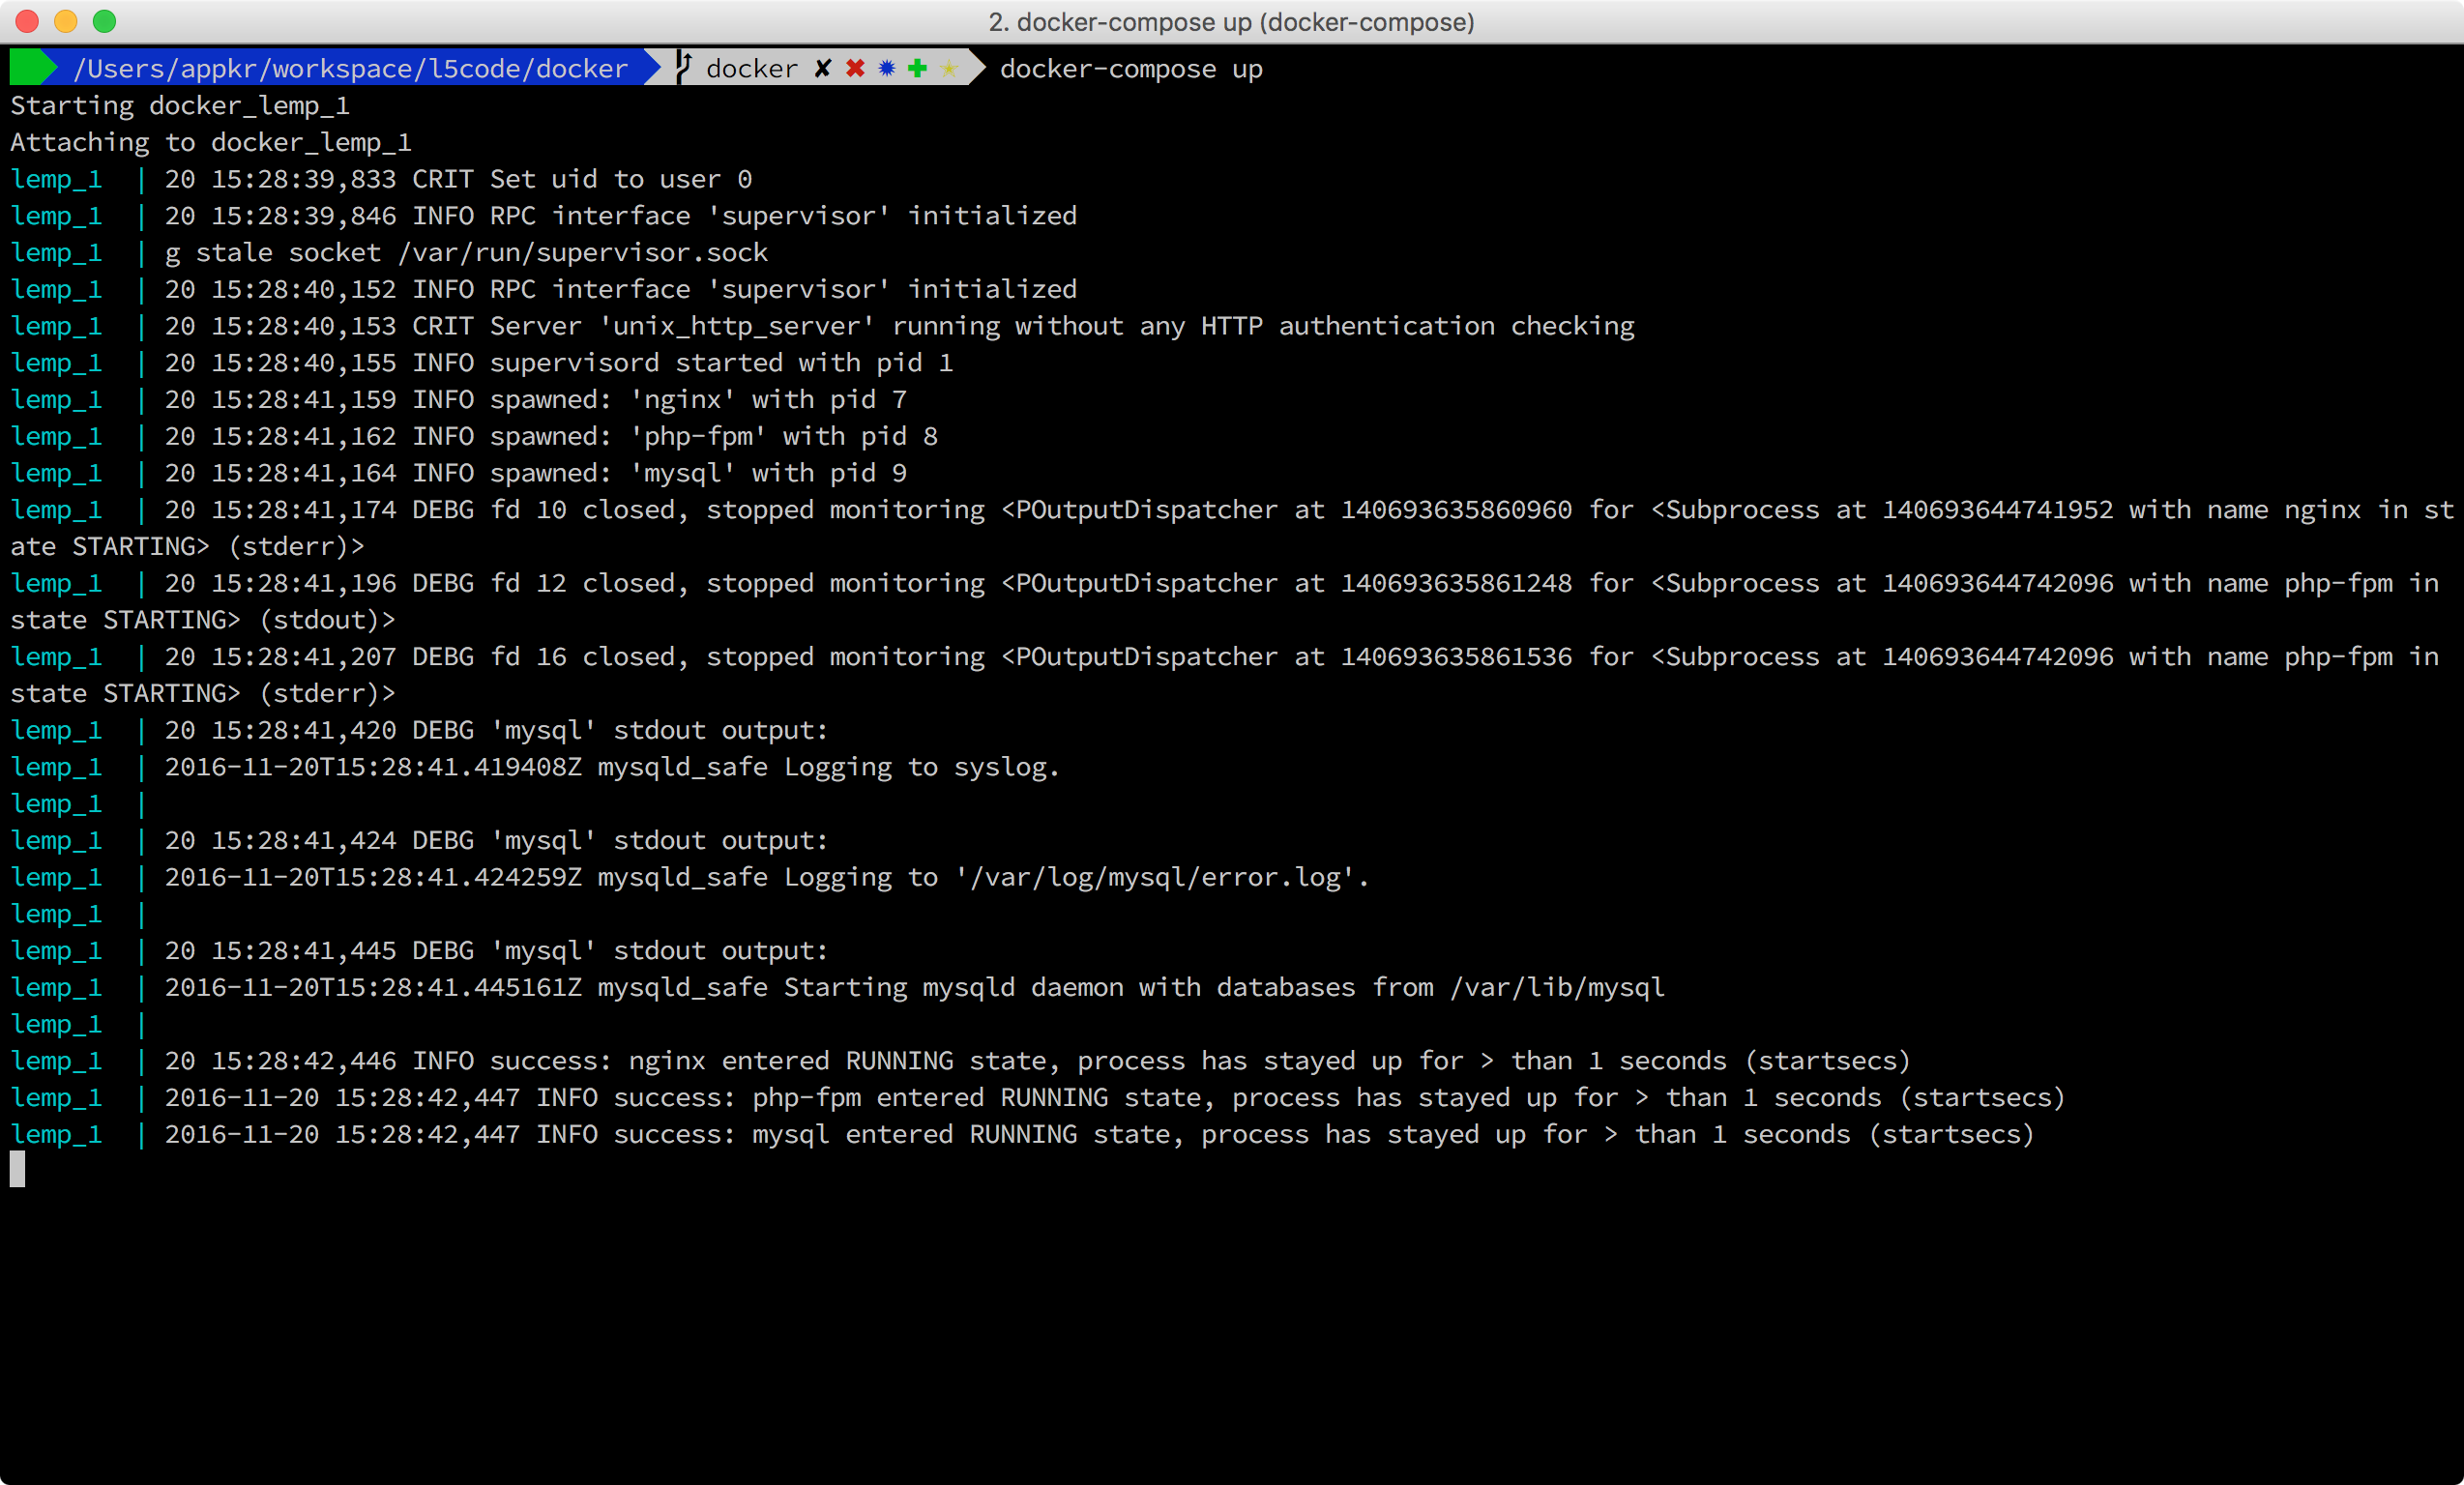 2. docker-compose up (docker-compose)
/Users/appkr/workspace/l5code/docker docker ✘ ✖ ✹ ✚ ✭ docker-compose up
Starting docker_lemp_1
Attaching to docker_lemp_1
lemp_1  | 20 15:28:39,833 CRIT Set uid to user 0
lemp_1  | 20 15:28:39,846 INFO RPC interface 'supervisor' initialized
lemp_1  | g stale socket /var/run/supervisor.sock
lemp_1  | 20 15:28:40,152 INFO RPC interface 'supervisor' initialized
lemp_1  | 20 15:28:40,153 CRIT Server 'unix_http_server' running without any HTTP authentication checking
lemp_1  | 20 15:28:40,155 INFO supervisord started with pid 1
lemp_1  | 20 15:28:41,159 INFO spawned: 'nginx' with pid 7
lemp_1  | 20 15:28:41,162 INFO spawned: 'php-fpm' with pid 8
lemp_1  | 20 15:28:41,164 INFO spawned: 'mysql' with pid 9
lemp_1  | 20 15:28:41,174 DEBG fd 10 closed, stopped monitoring <POutputDispatcher at 140693635860960 for <Subprocess at 140693644741952 with name nginx in st
ate STARTING> (stderr)>
lemp_1  | 20 15:28:41,196 DEBG fd 12 closed, stopped monitoring <POutputDispatcher at 140693635861248 for <Subprocess at 140693644742096 with name php-fpm in
state STARTING> (stdout)>
lemp_1  | 20 15:28:41,207 DEBG fd 16 closed, stopped monitoring <POutputDispatcher at 140693635861536 for <Subprocess at 140693644742096 with name php-fpm in
state STARTING> (stderr)>
lemp_1  | 20 15:28:41,420 DEBG 'mysql' stdout output:
lemp_1  | 2016-11-20T15:28:41.419408Z mysqld_safe Logging to syslog.
lemp_1  |
lemp_1  | 20 15:28:41,424 DEBG 'mysql' stdout output:
lemp_1  | 2016-11-20T15:28:41.424259Z mysqld_safe Logging to '/var/log/mysql/error.log'.
lemp_1  |
lemp_1  | 20 15:28:41,445 DEBG 'mysql' stdout output:
lemp_1  | 2016-11-20T15:28:41.445161Z mysqld_safe Starting mysqld daemon with databases from /var/lib/mysql
lemp_1  |
lemp_1  | 20 15:28:42,446 INFO success: nginx entered RUNNING state, process has stayed up for > than 1 seconds (startsecs)
lemp_1  | 2016-11-20 15:28:42,447 INFO success: php-fpm entered RUNNING state, process has stayed up for > than 1 seconds (startsecs)
lemp_1  | 2016-11-20 15:28:42,447 INFO success: mysql entered RUNNING state, process has stayed up for > than 1 seconds (startsecs)